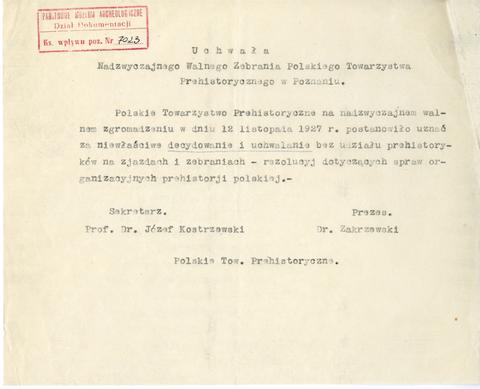 PAŃSTWOWE MUZEUM ARCHEOLOGICZNE
Dział Dokumentacji
Ks. wpływu poz. Nr 7023
Uchwała
Nadzwyczajnego Walnego Zebrania Polskiego Towarzystwa
Prehistorycznego w Poznaniu.
Polskie Towarzystwo Prehistoryczne na nadzwyczajnem wal-
nem zgromadzeniu w dniu 12 listopada 1927 r. postanowiło uznać
za niewłaściwe decydowanie i uchwalanie bez udziału prehistory-
ków na zjazdach i zebraniach - rezolucyj dotyczących spraw or-
ganizacyjnych prehistorji polskiej.-
Sekretarz. Prezes.
Prof. Dr. Józef Kostrzewski Dr. Zakrzewski
Polskie Tow. Prehistoryczne.